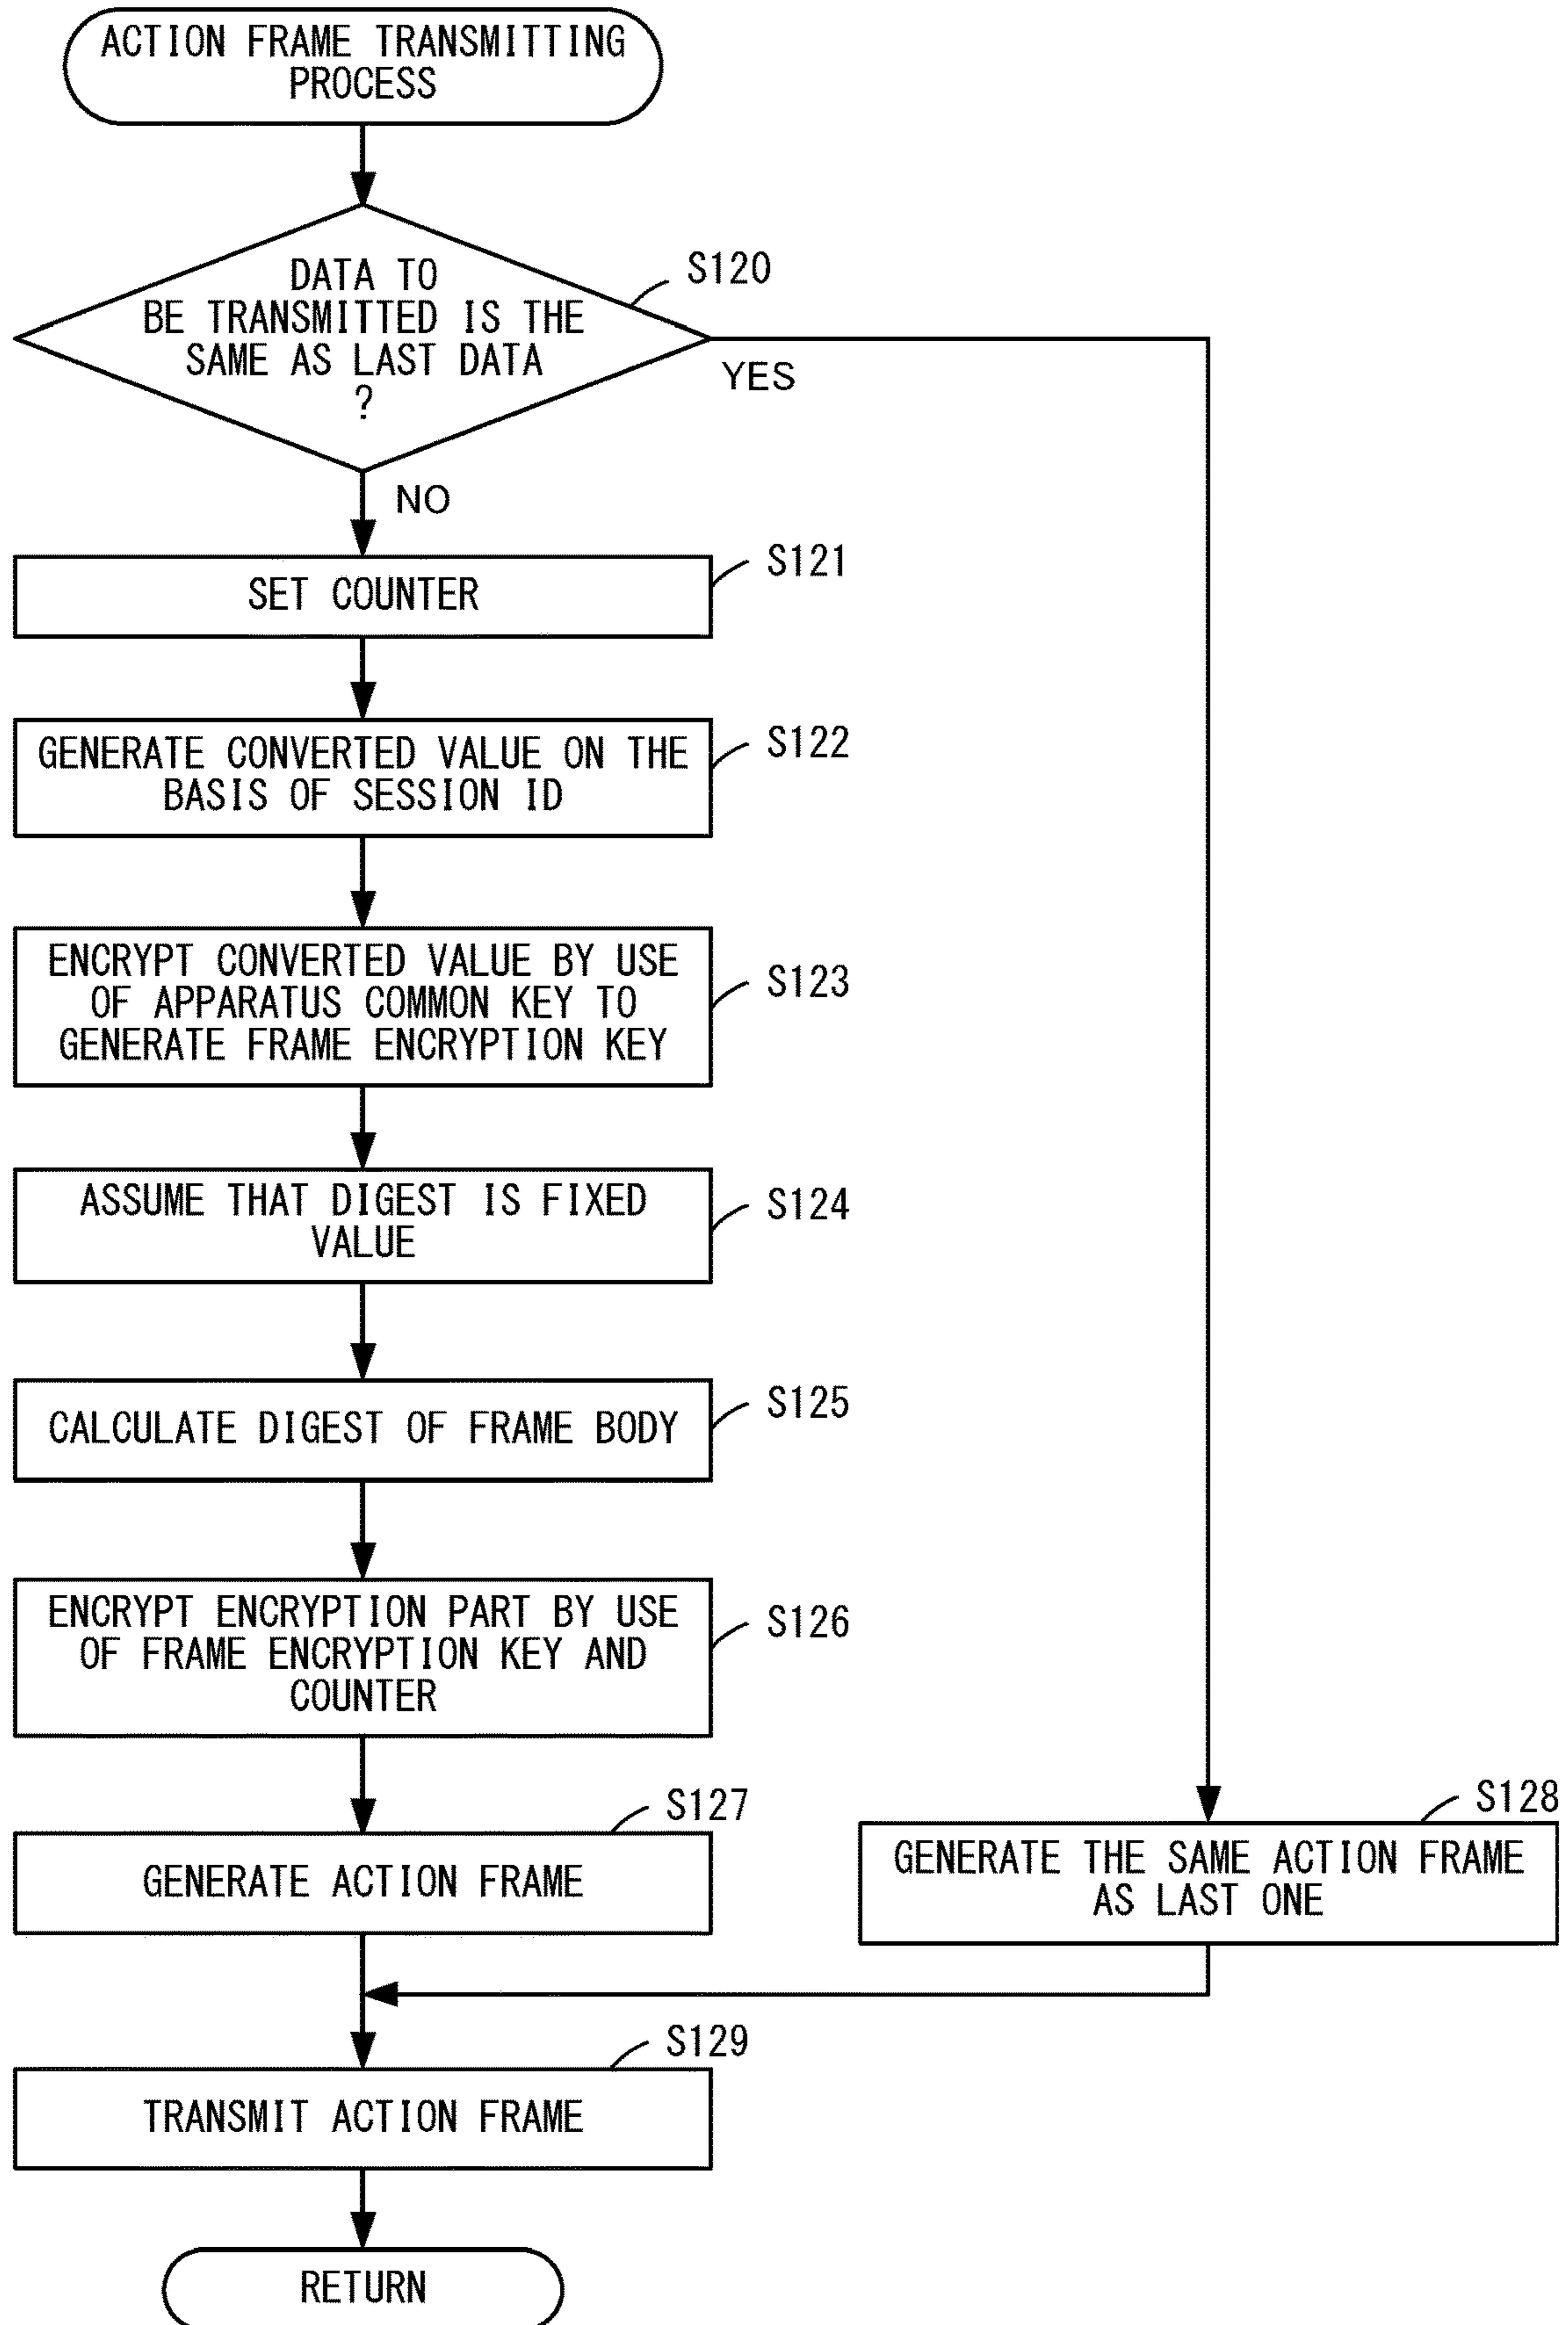 ACTION FRAME TRANSMITTING
PROCESS
S120
DATA TO
BE TRANSMITTED IS THE
SAME AS LAST DATA
?
YES
NO
S121
SET COUNTER
S122
GENERATE CONVERTED VALUE ON THE
BASIS OF SESSION ID
S123
ENCRYPT CONVERTED VALUE BY USE
OF APPARATUS COMMON KEY TO
GENERATE FRAME ENCRYPTION KEY
S124
ASSUME THAT DIGEST IS FIXED
VALUE
S125
CALCULATE DIGEST OF FRAME BODY
S126
ENCRYPT ENCRYPTION PART BY USE
OF FRAME ENCRYPTION KEY AND
COUNTER
S127
GENERATE ACTION FRAME
S128
GENERATE THE SAME ACTION FRAME
AS LAST ONE
S129
TRANSMIT ACTION FRAME
RETURN